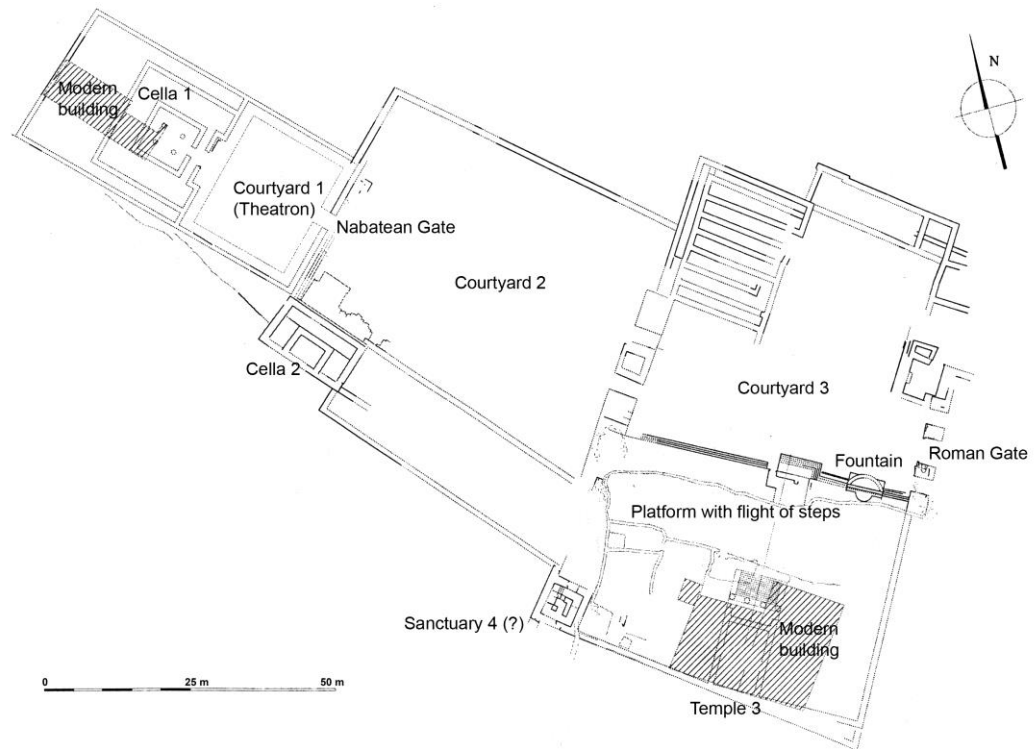 N
Modern
building
Cella 1
Courtyard 1
(Theatron)
Nabatean Gate
Courtyard 2
Cella 2
Courtyard 3
Fountain
Roman Gate
Platform with flight of steps
Sanctuary 4 (?)
Modern
building
Temple 3
0 25 m 50 m